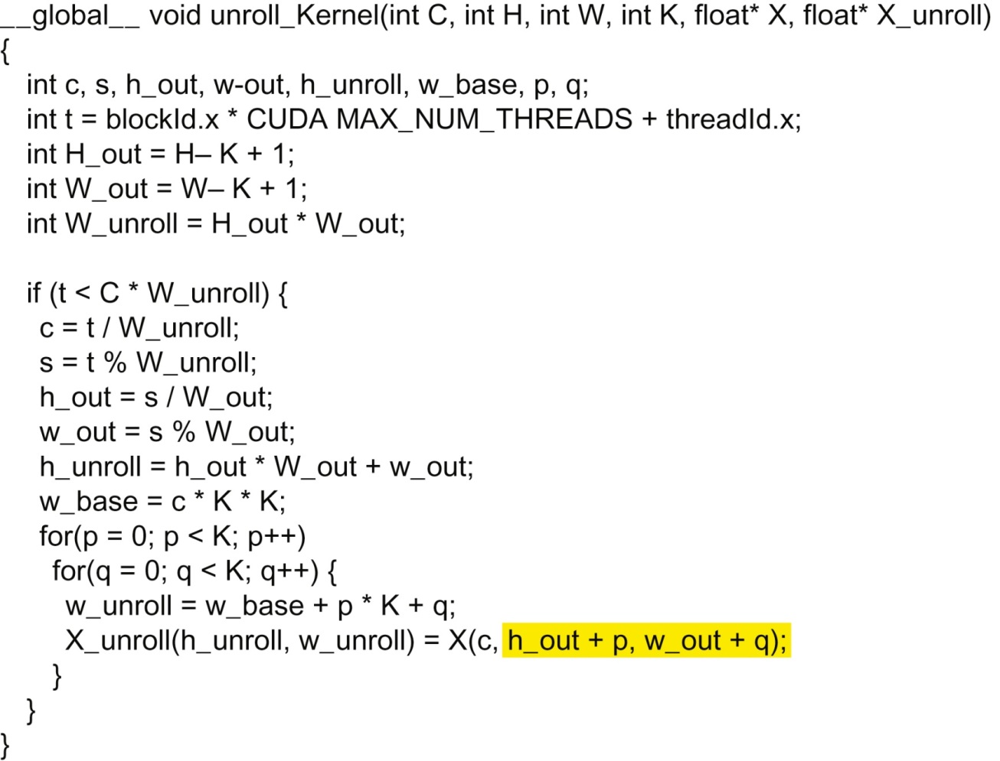 __global__ void unroll_Kernel(int C, int H, int W, int K, float* X, float* X_unroll)
{
int c, s, h_out, w-out, h_unroll, w_base, p, q;
int t = blockId.x * CUDA MAX_NUM_THREADS + threadId.x;
int H_out = H– K + 1;
int W_out = W– K + 1;
int W_unroll = H_out * W_out;
if (t < C * W_unroll) {
c = t / W_unroll;
s = t % W_unroll;
h_out = s / W_out;
w_out = s % W_out;
h_unroll = h_out * W_out + w_out;
w_base = c * K * K;
for(p = 0; p < K; p++)
for(q = 0; q < K; q++) {
w_unroll = w_base + p * K + q;
X_unroll(h_unroll, w_unroll) = X(c, h_out + p, w_out + q);
}
}
}